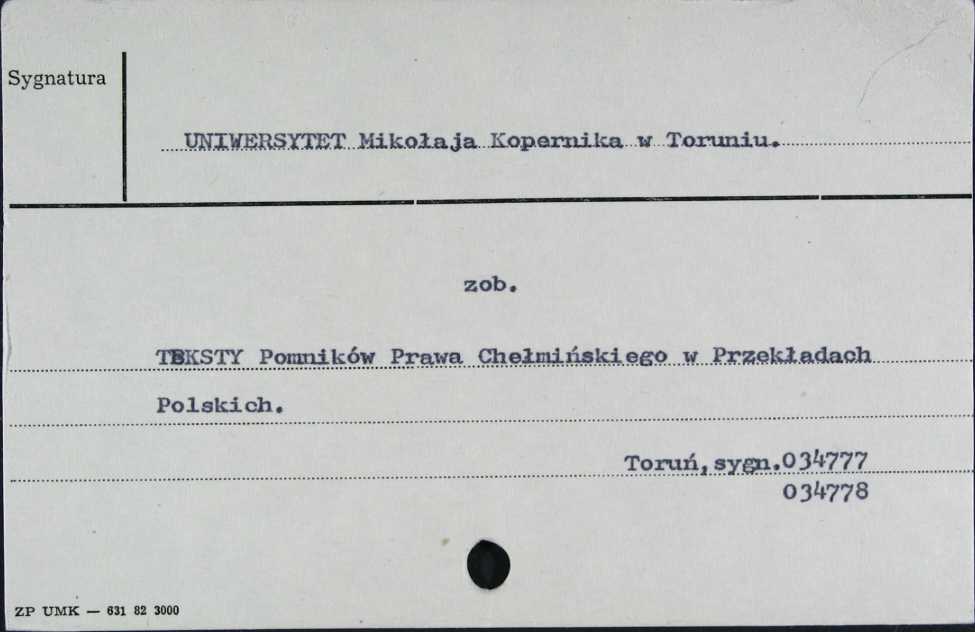 Sygnatura
UNIWERSYTET Mikołaja Kopernika w Toruniu.
zob.
TEKSTY Pomników Prawa Chełmińskiego w Przekładach
Polskich.
Toruń, sygn. 034777
034778
ZP UMK — 631 82 3000